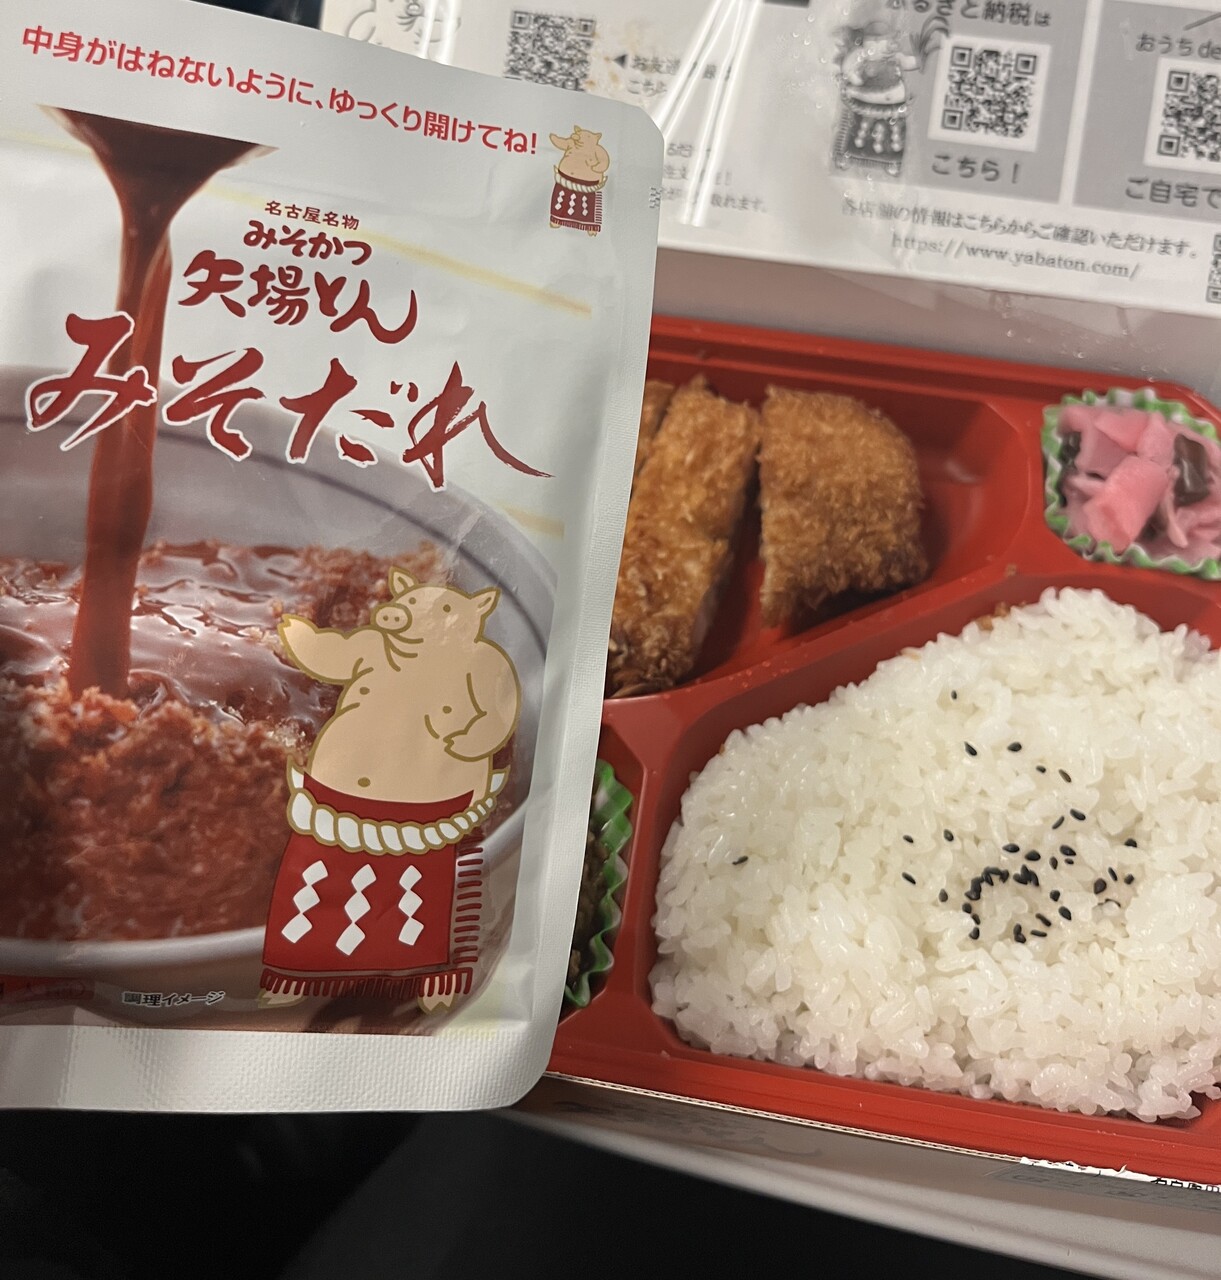 中身がはねないように、ゆっくり開けてね!
名古屋名物
みそかつ
矢場とん
みそだれ
調理イメージ
ふるさと納税は
こちら!
おうちde
ご自宅で
各店舗の情報はこちらからご確認いただけます。
https://www.yabaton.com/